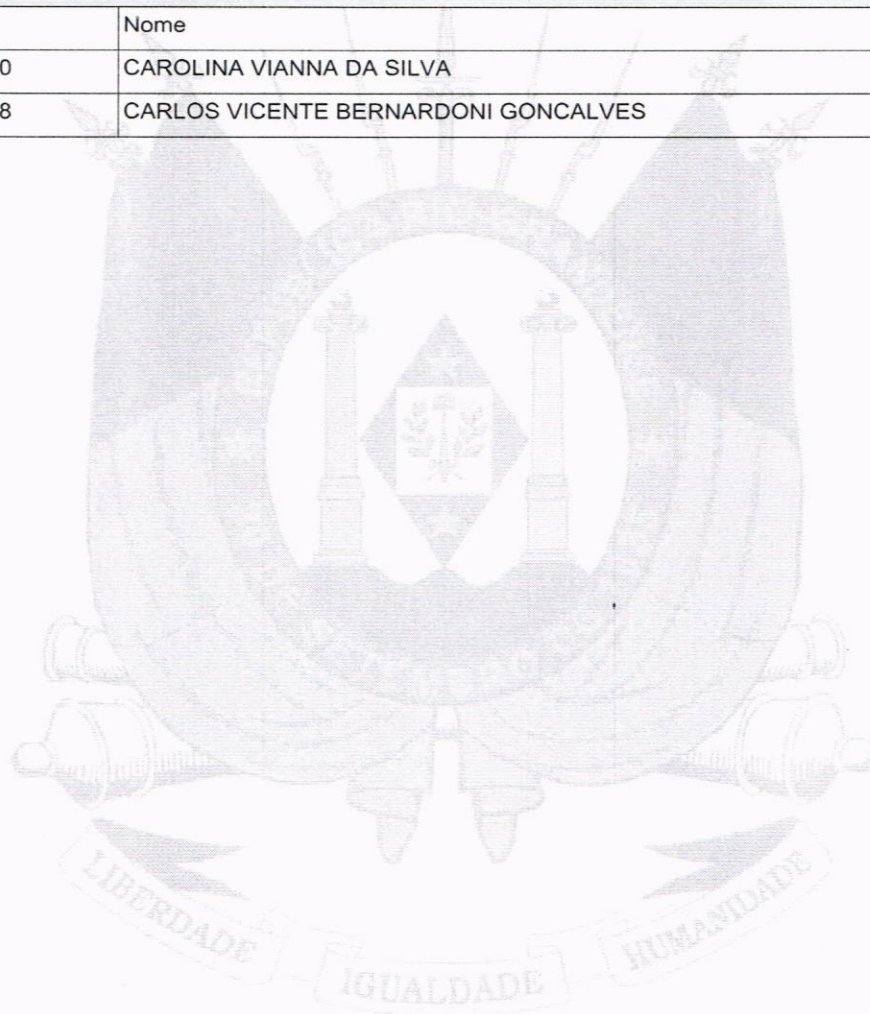 Nome
0 CAROLINA VIANNA DA SILVA
8 CARLOS VICENTE BERNARDONI GONCALVES
LIBERDADE
IGUALDADE
HUMANIDADE